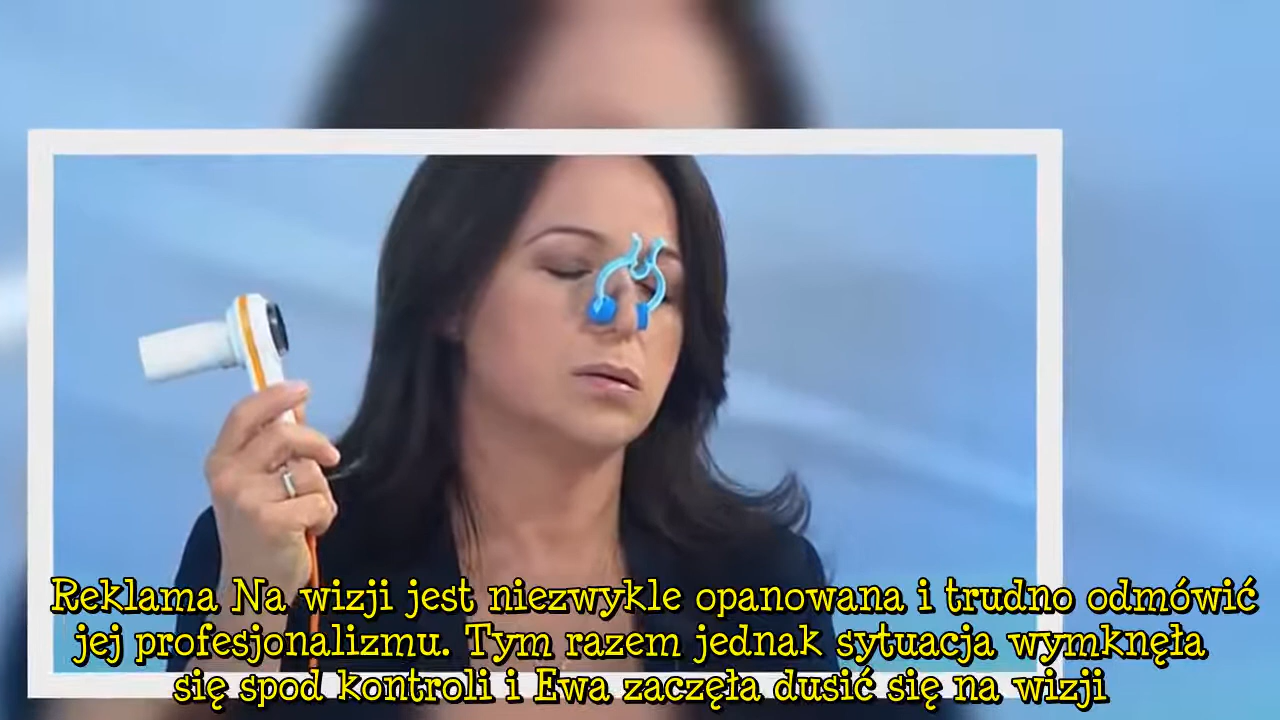 Reklama Na wizji jest niezwykle opanowana i trudno odmówić
jej profesjonalizmu. Tym razem jednak sytuacja wymknęła
się spod kontroli i Ewa zaczęła dusić się na wizji